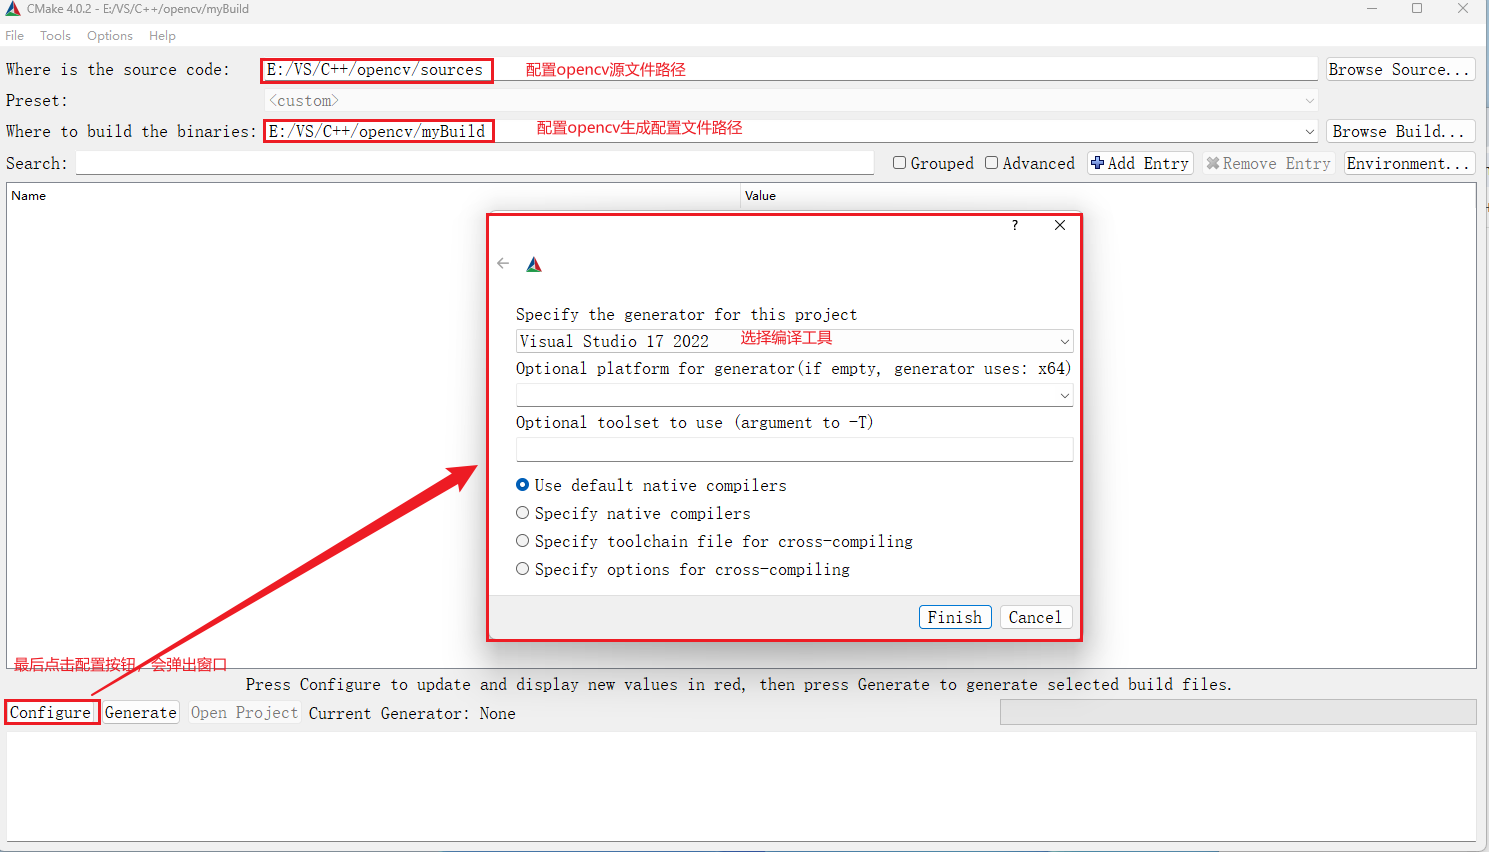 CMake 4.0.2 - E:/VS/C++/opencv/myBuild
File Tools Options Help
Where is the source code: E:/VS/C++/opencv/sources 配置opencv源文件路径 Browse Source...
Preset: <custom>
Where to build the binaries: E:/VS/C++/opencv/myBuild 配置opencv生成配置文件路径 Browse Build...
Search: Grouped Advanced Add Entry Remove Entry Environment...
Name Value
?
Specify the generator for this project
Visual Studio 17 2022 选择编译工具
Optional platform for generator(if empty, generator uses: x64)
Optional toolset to use (argument to -T)
Use default native compilers
Specify native compilers
Specify toolchain file for cross-compiling
Specify options for cross-compiling
Finish Cancel
最后点击配置按钮，会弹出窗口
Press Configure to update and display new values in red, then press Generate to generate selected build files.
Configure Generate Open Project Current Generator: None